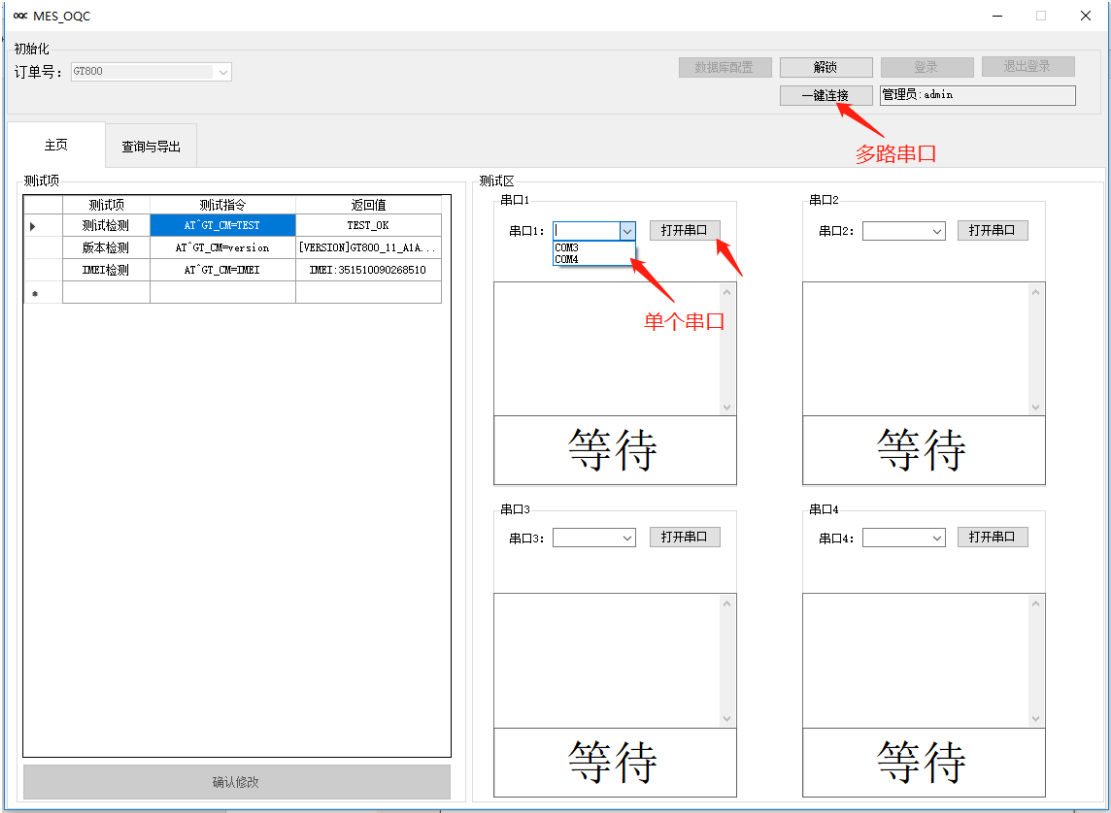 OQC MES_OQC
初始化
订单号： GT800
数据库配置 解锁 登录 退出登录
一键连接 管理员:admin
多路串口
主页 查询与导出
测试项
测试项 测试指令 返回值
测试检测 AT^GT_CM=TEST TEST_OK
版本检测 AT^GT_CM=version [VERSION]GT800_11_A1A...
IMEI检测 AT^GT_CM=IMEI IMEI:351510090268510
确认修改
测试区
串口1
串口1: 打开串口
COM3
COM4
单个串口
等待
串口2
串口2: 打开串口
等待
串口3
串口3: 打开串口
等待
串口4
串口4: 打开串口
等待